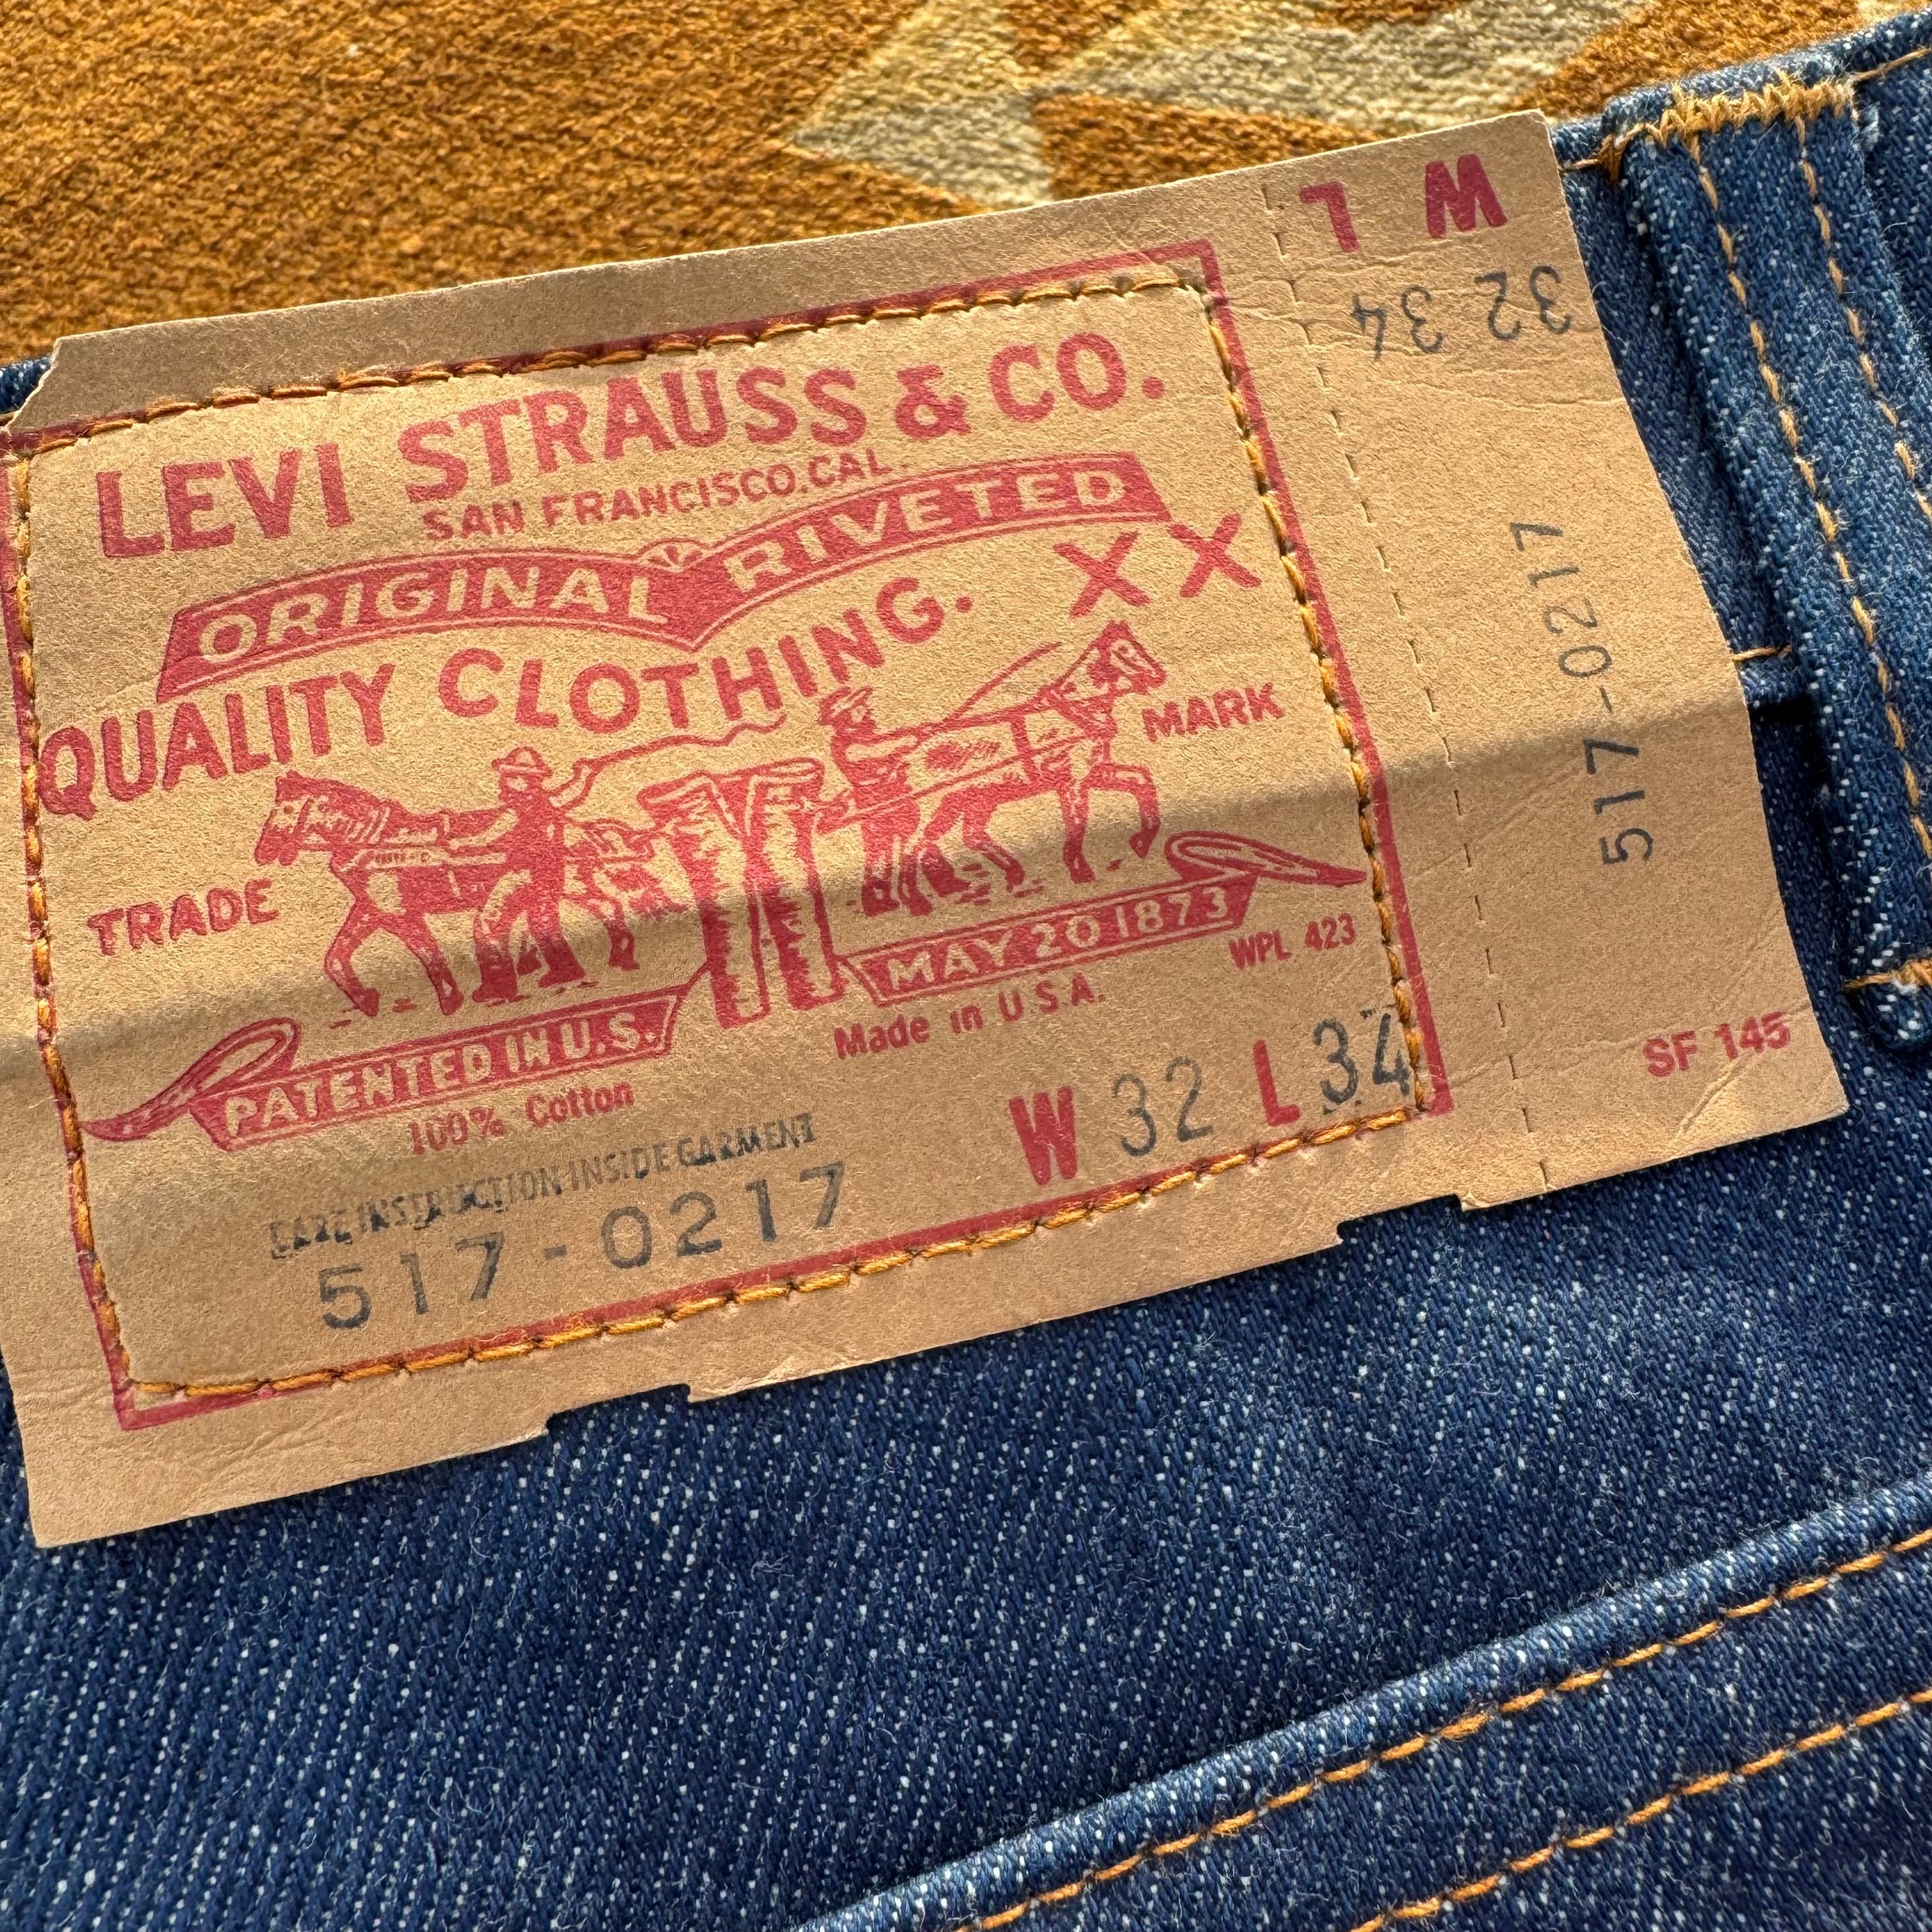 LEVI STRAUSS & CO.
SAN FRANCISCO, CAL.
ORIGINAL RIVETED
QUALITY CLOTHING. XX
TRADE MARK
PATENTED IN U.S. MAY 20 1873
WPL 423
100% Cotton Made in U S A.
CARE INSTRUCTION INSIDE GARMENT
517-0217
W 32 L 34
W L
32 34
517-0217
SF 145